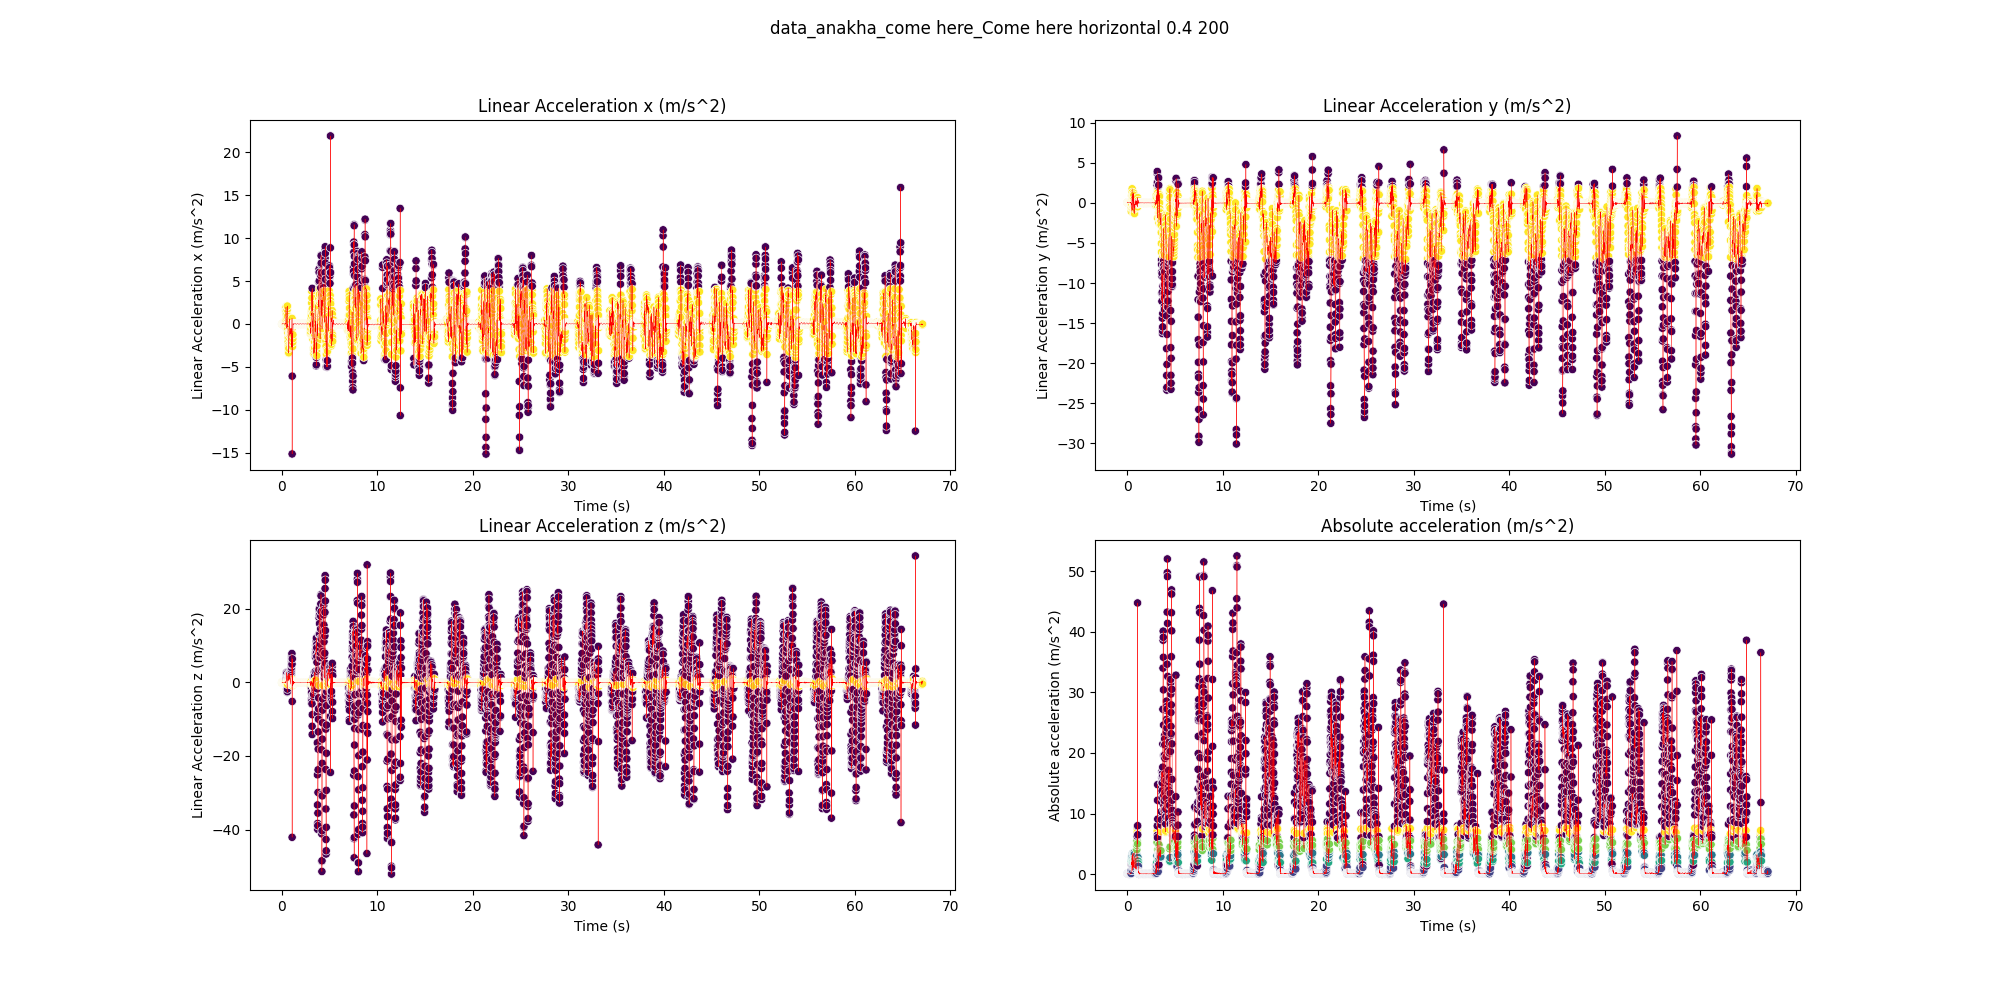 data_anakha_come here_Come here horizontal 0.4 200
Linear Acceleration x (m/s^2)
Linear Acceleration x (m/s^2)
20
15
10
5
0
−5
−10
−15
0 10 20 30 40 50 60 70
Time (s)
Linear Acceleration y (m/s^2)
Linear Acceleration y (m/s^2)
10
5
0
−5
−10
−15
−20
−25
−30
0 10 20 30 40 50 60 70
Time (s)
Linear Acceleration z (m/s^2)
Linear Acceleration z (m/s^2)
20
0
−20
−40
0 10 20 30 40 50 60 70
Time (s)
Absolute acceleration (m/s^2)
Absolute acceleration (m/s^2)
50
40
30
20
10
0
0 10 20 30 40 50 60 70
Time (s)